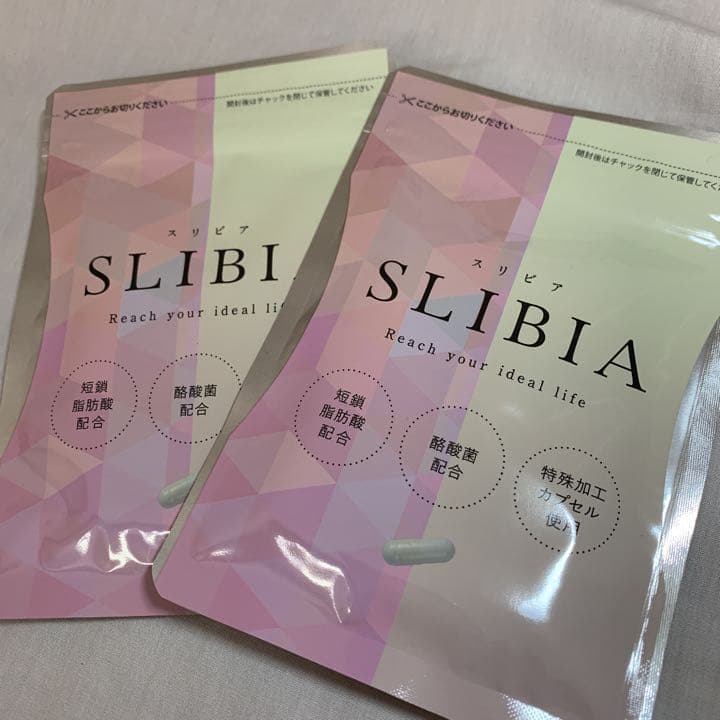 ここからお切りください
開封後はチャックを閉じて保管してください
スリビア
SLIBI
Reach your ideal li
短鎖
脂肪酸
配合
酪酸菌
配合
ここからお切りください
開封後はチャックを閉じて保管してく
スリビア
SLIBIA
Reach your ideal life
短鎖
脂肪酸
配合
酪酸菌
配合
特殊加工
カプセル
使用